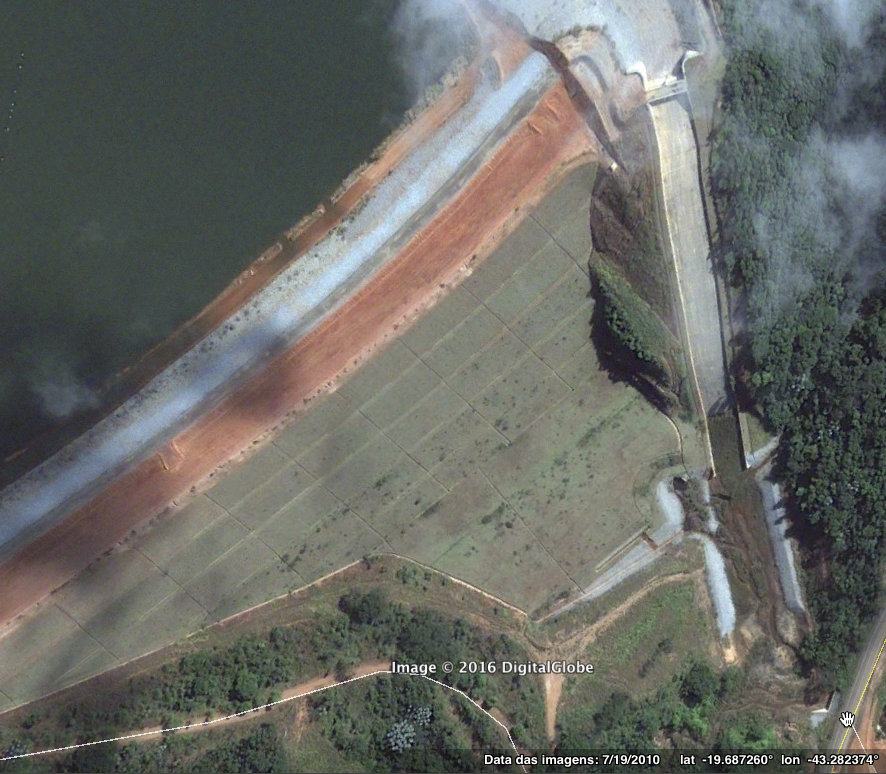 Image © 2016 DigitalGlobe
Data das imagens: 7/19/2010 lat -19.687260° lon -43.282374°